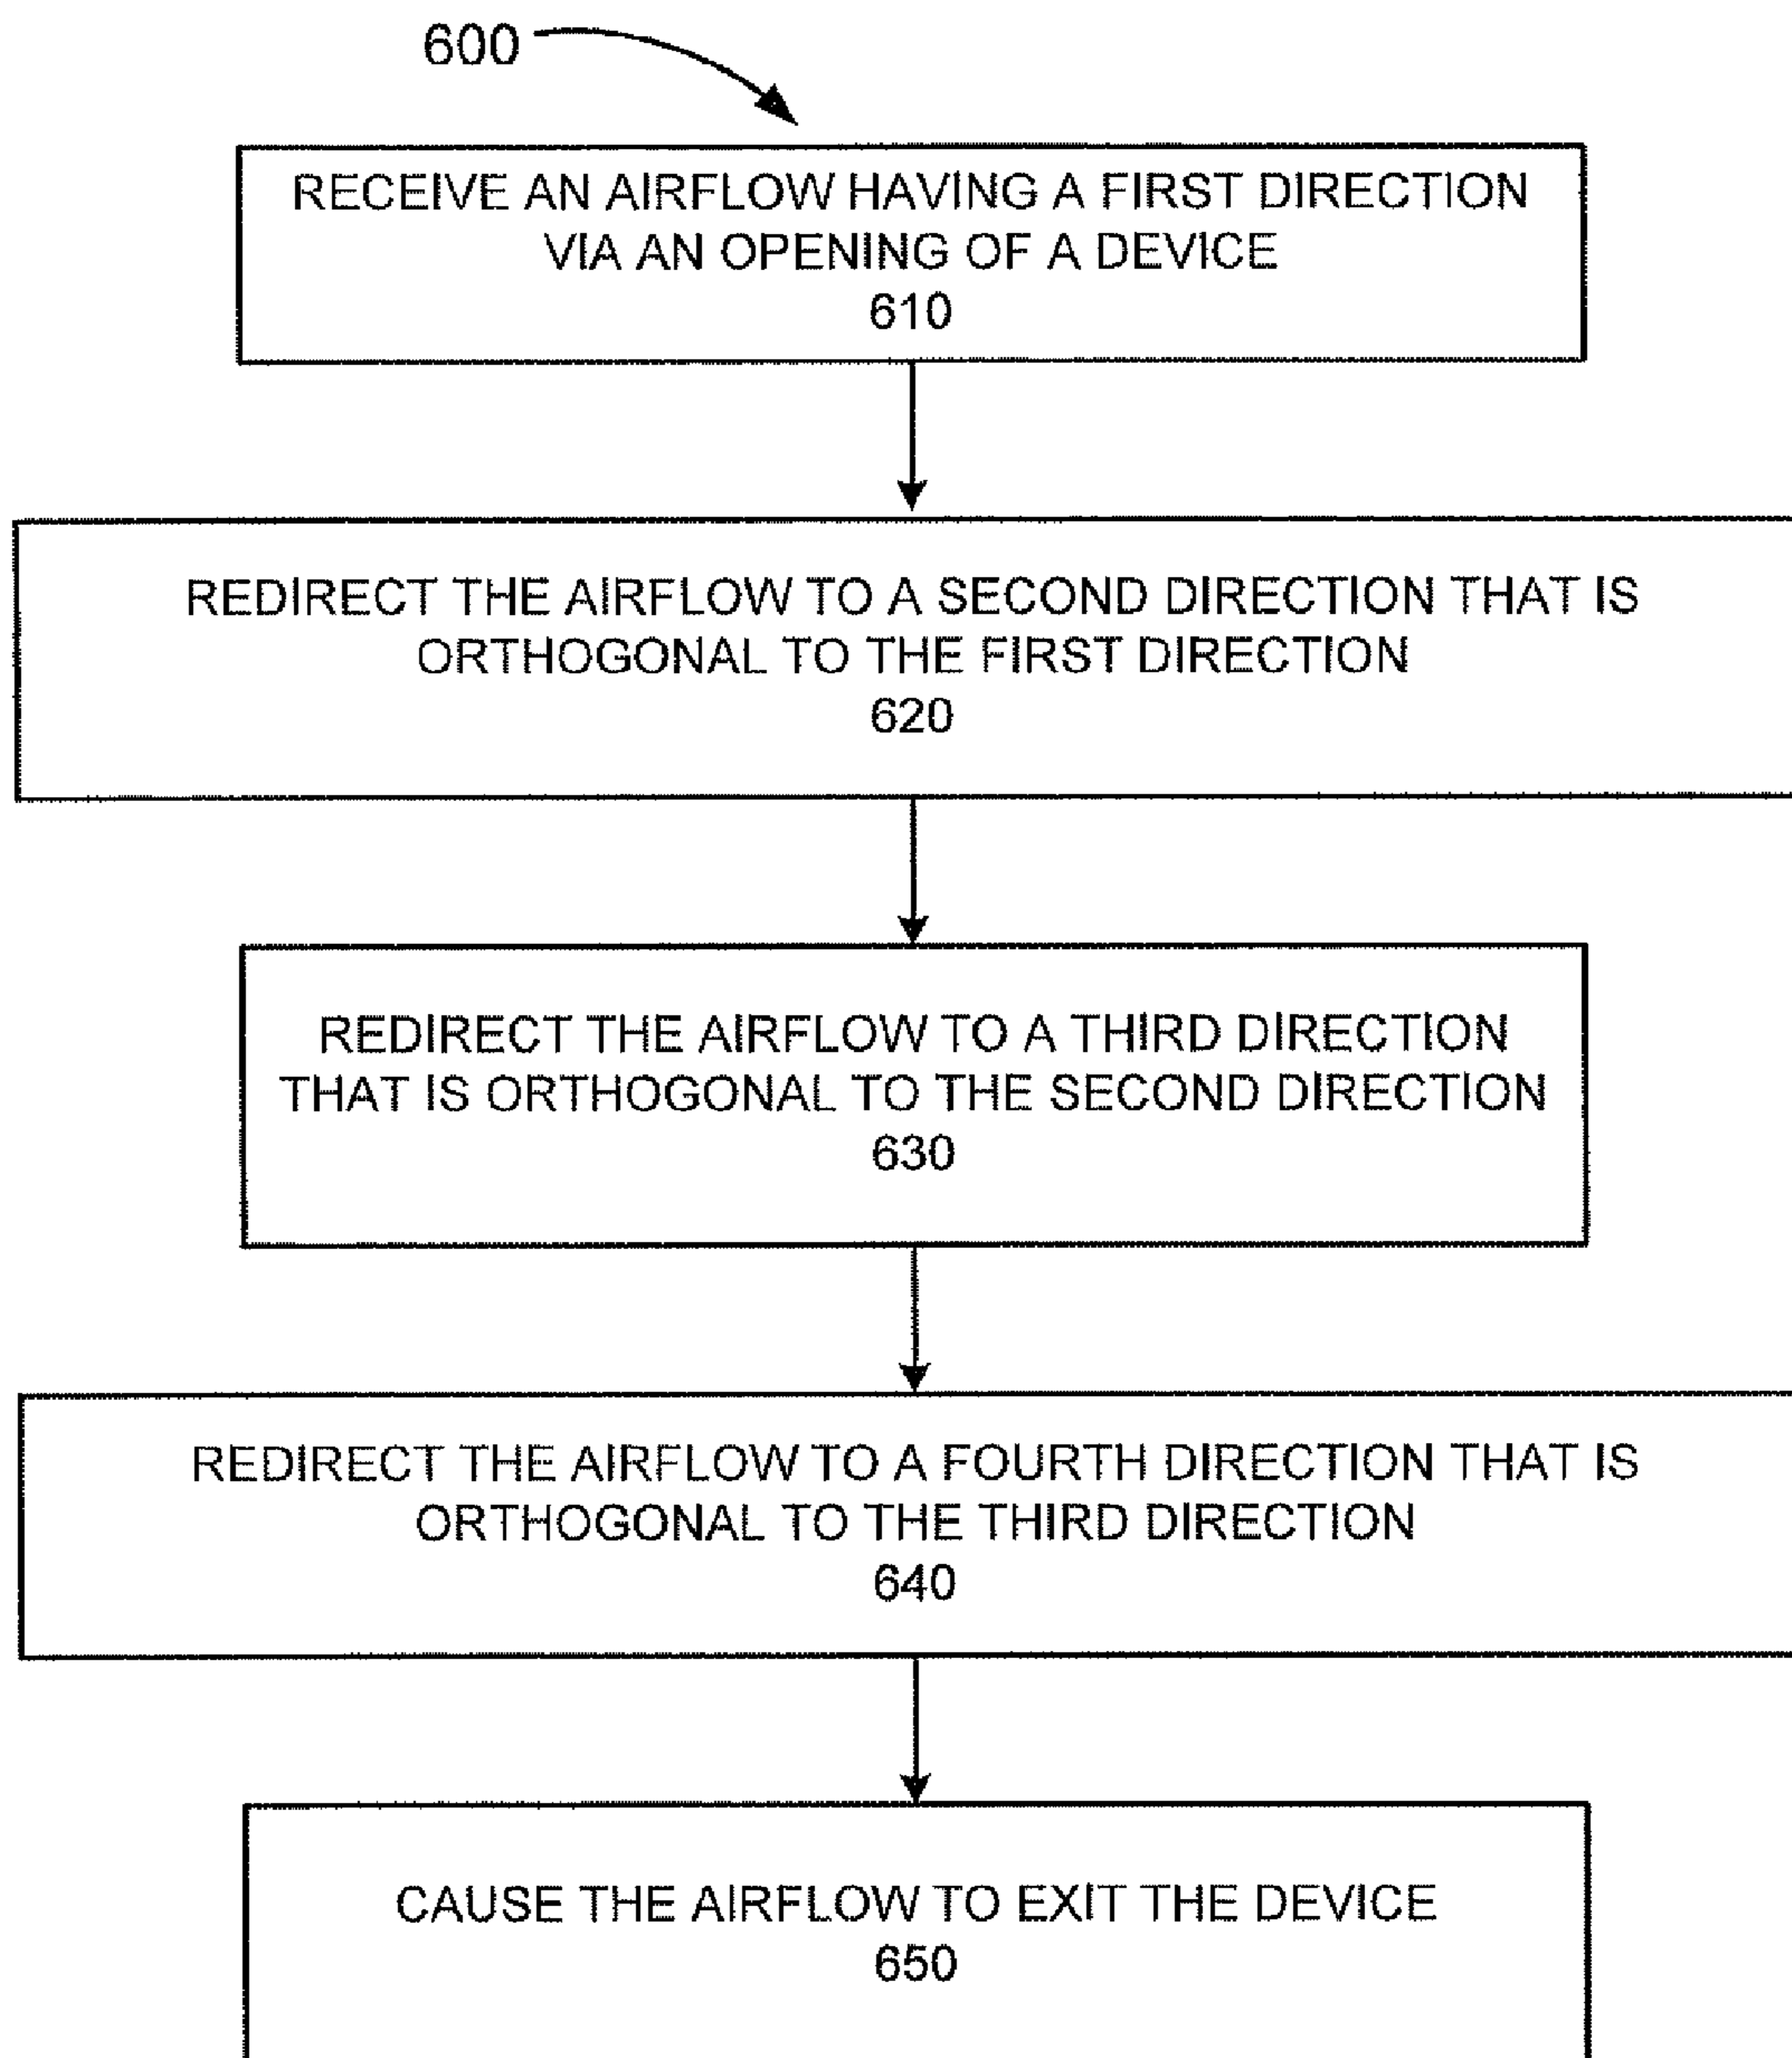 600
RECEIVE AN AIRFLOW HAVING A FIRST DIRECTION
VIA AN OPENING OF A DEVICE
610
REDIRECT THE AIRFLOW TO A SECOND DIRECTION THAT IS
ORTHOGONAL TO THE FIRST DIRECTION
620
REDIRECT THE AIRFLOW TO A THIRD DIRECTION
THAT IS ORTHOGONAL TO THE SECOND DIRECTION
630
REDIRECT THE AIRFLOW TO A FOURTH DIRECTION THAT IS
ORTHOGONAL TO THE THIRD DIRECTION
640
CAUSE THE AIRFLOW TO EXIT THE DEVICE
650